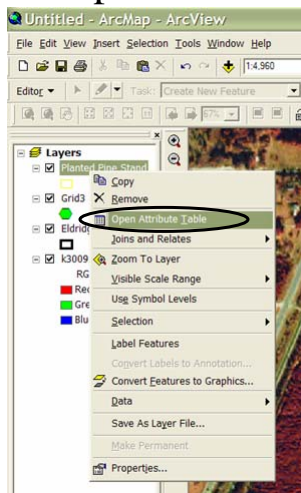 Untitled - ArcMap - ArcView
File Edit View Insert Selection Tools Window Help
1:4,960
Editor Task: Create New Feature
67%
Layers
Planted Pine Stand
Grid3
Eldridg
k3009
RG
Red
Gre
Blu
Copy
Remove
Open Attribute Table
Joins and Relates
Zoom To Layer
Visible Scale Range
Use Symbol Levels
Selection
Label Features
Convert Labels to Annotation...
Convert Features to Graphics...
Data
Save As Layer File...
Make Permanent
Properties...